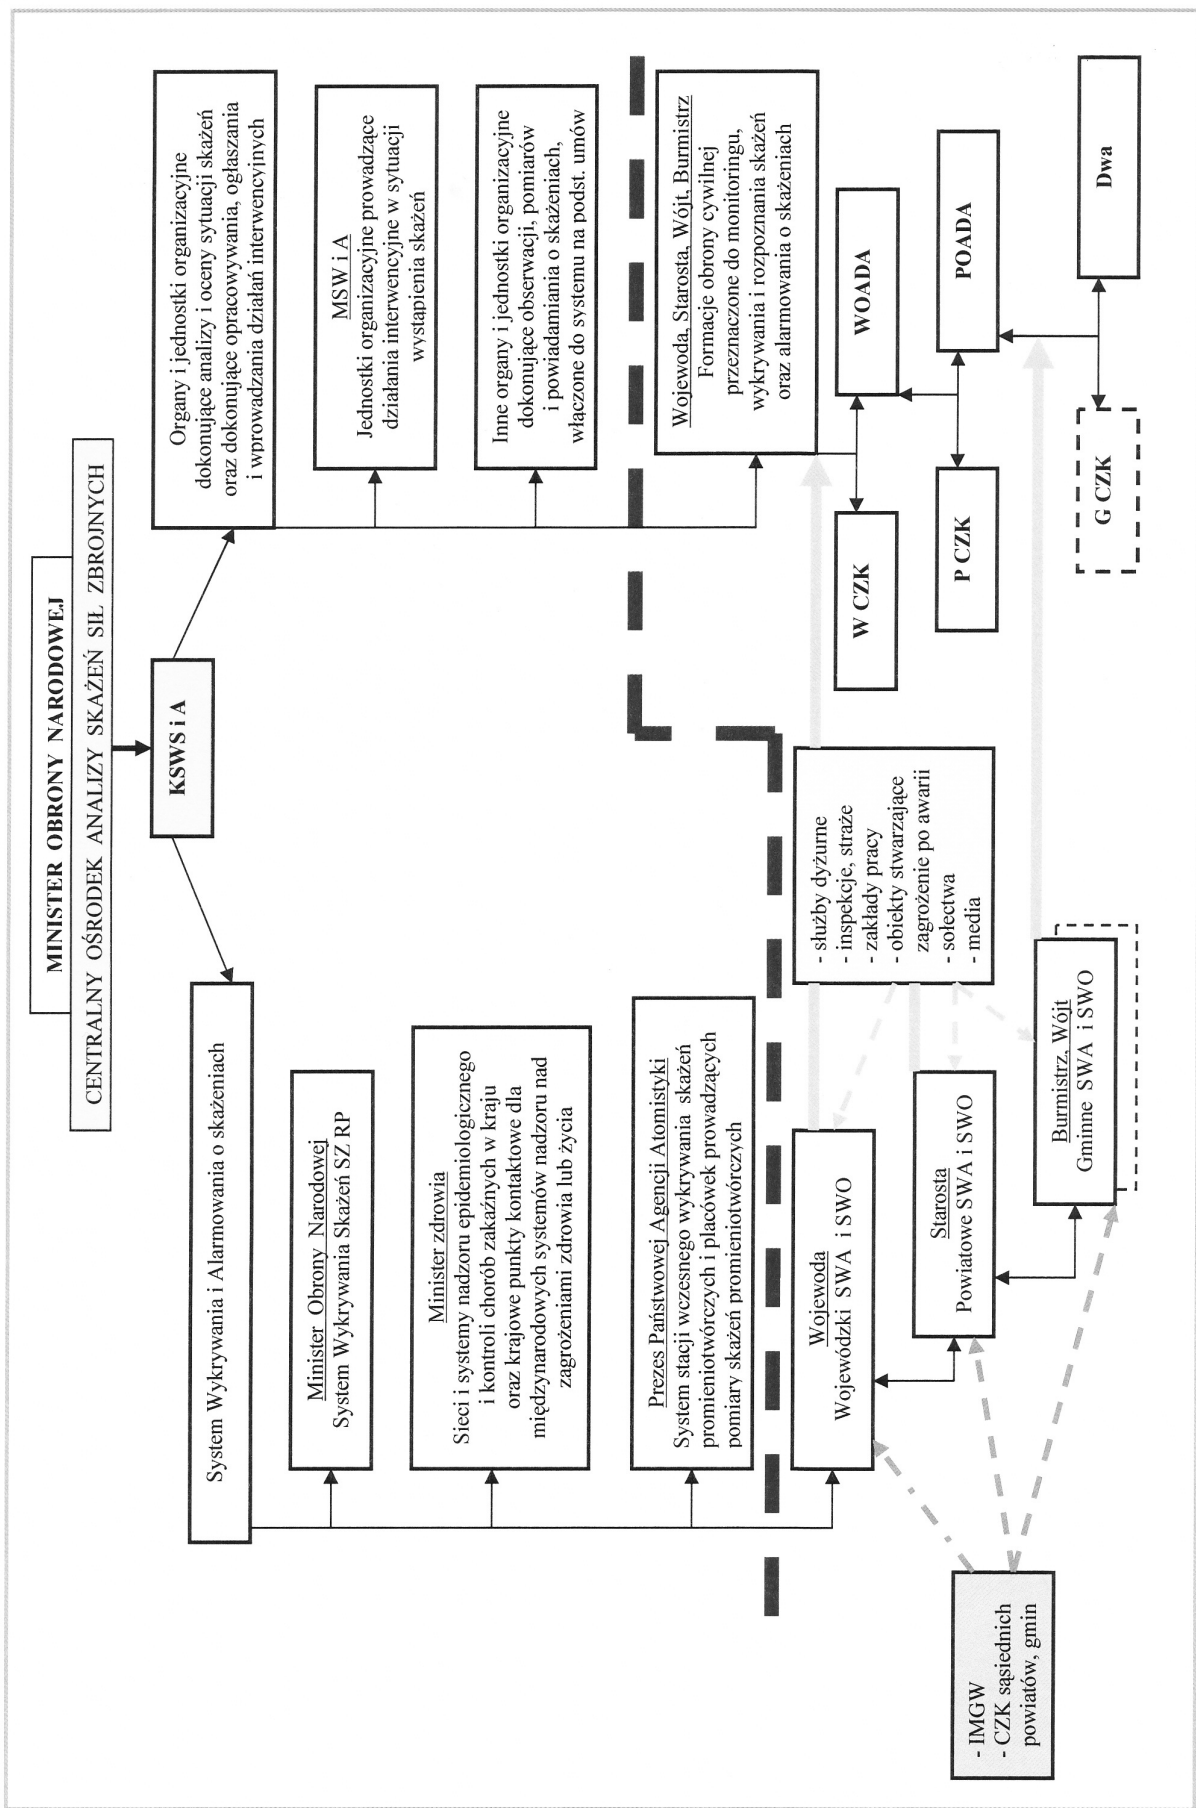 MINISTER OBRONY NARODOWEJ
CENTRALNY OŚRODEK ANALIZY SKAŻEŃ SIŁ ZBROJNYCH
KSWS i A
System Wykrywania i Alarmowania o skażeniach
Minister Obrony Narodowej
System Wykrywania Skażeń SZ RP
Minister zdrowia
Sieci i systemy nadzoru epidemiologicznego
i kontroli chorób zakaźnych w kraju
oraz krajowe punkty kontaktowe dla
międzynarodowych systemów nadzoru nad
zagrożeniami zdrowia lub życia
Prezes Państwowej Agencji Atomistyki
System stacji wczesnego wykrywania skażeń
promieniotwórczych i placówek prowadzących
pomiary skażeń promieniotwórczych
Organy i jednostki organizacyjne
dokonujące analizy i oceny sytuacji skażeń
oraz dokonujące opracowywania, ogłaszania
i wprowadzania działań interwencyjnych
MSW i A
Jednostki organizacyjne prowadzące
działania interwencyjne w sytuacji
wystąpienia skażeń
Inne organy i jednostki organizacyjne
dokonujące obserwacji, pomiarów
i powiadamiania o skażeniach,
włączone do systemu na podst. umów
Wojewoda, Starosta, Wójt, Burmistrz
Formacje obrony cywilnej
przeznaczone do monitoringu,
wykrywania i rozpoznania skażeń
oraz alarmowania o skażeniach
Wojewoda
Wojewódzki SWA i SWO
Starosta
Powiatowe SWA i SWO
Burmistrz, Wójt
Gminne SWA i SWO
- służby dyżurne
- inspekcje, straże
- zakłady pracy
- obiekty stwarzające
zagrożenie po awarii
- sołectwa
- media
W CZK
WOADA
P CZK
POADA
G CZK
Dwa
- IMGW
- CZK sąsiednich
powiatów, gmin